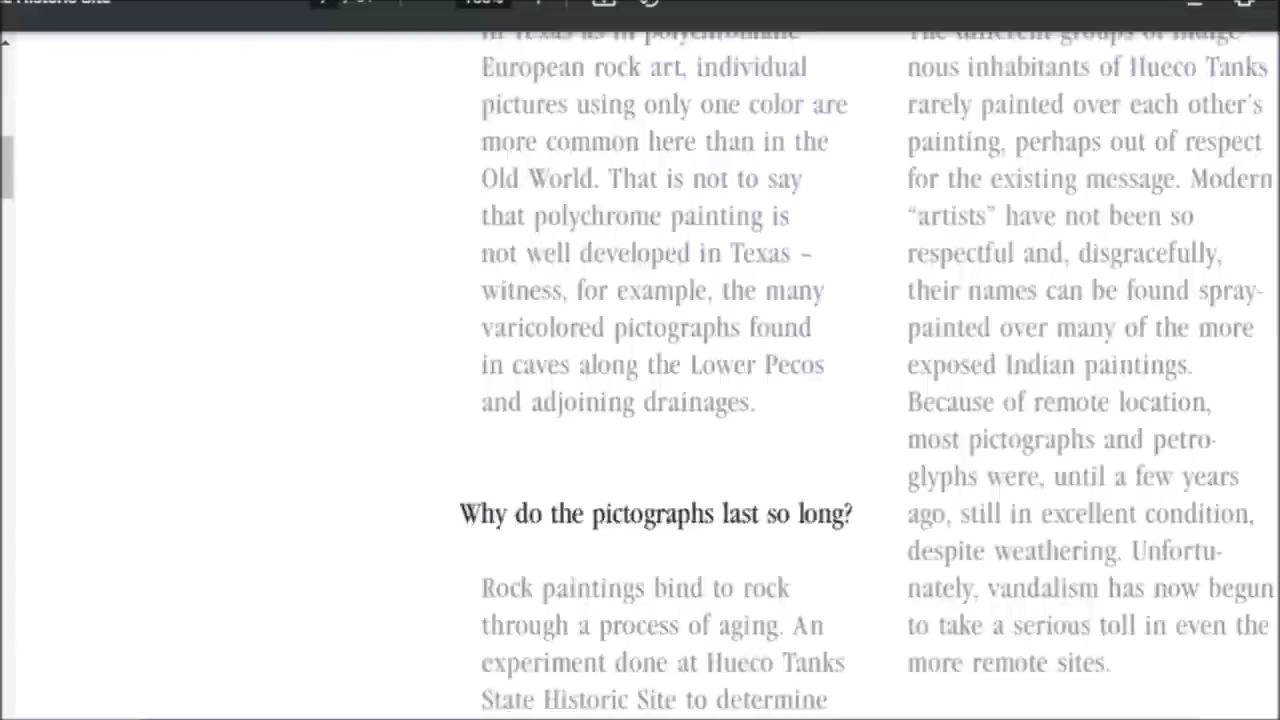 European rock art, individual
pictures using only one color are
more common here than in the
Old World. That is not to say
that polychrome painting is
not well developed in Texas –
witness, for example, the many
varicolored pictographs found
in caves along the Lower Pecos
and adjoining drainages.
Why do the pictographs last so long?
Rock paintings bind to rock
through a process of aging. An
experiment done at Hueco Tanks
State Historic Site to determine
The different groups of indige-
nous inhabitants of Hueco Tanks
rarely painted over each other's
painting, perhaps out of respect
for the existing message. Modern
“artists” have not been so
respectful and, disgracefully,
their names can be found spray-
painted over many of the more
exposed Indian paintings.
Because of remote location,
most pictographs and petro-
glyphs were, until a few years
ago, still in excellent condition,
despite weathering. Unfortu-
nately, vandalism has now begun
to take a serious toll in even the
more remote sites.